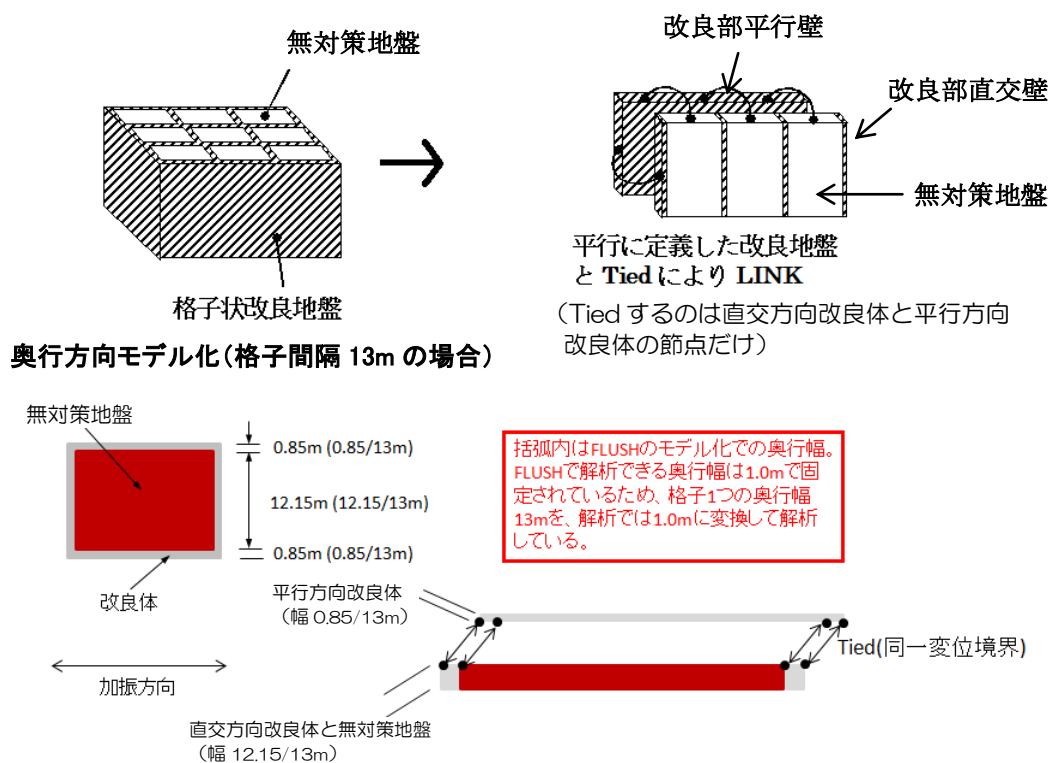 無対策地盤
格子状改良地盤
改良部平行壁
改良部直交壁
無対策地盤
平行に定義した改良地盤
と Tied により LINK
（Tied するのは直交方向改良体と平行方向
改良体の節点だけ）
奥行方向モデル化（格子間隔 13m の場合）
無対策地盤
0.85m (0.85/13m)
12.15m (12.15/13m)
0.85m (0.85/13m)
改良体
加振方向
括弧内はFLUSHのモデル化での奥行幅。
FLUSHで解析できる奥行幅は1.0mで固
定されているため、格子1つの奥行幅
13mを、解析では1.0mに変換して解析
している。
平行方向改良体
（幅 0.85/13m）
Tied(同一変位境界)
直交方向改良体と無対策地盤
（幅 12.15/13m）